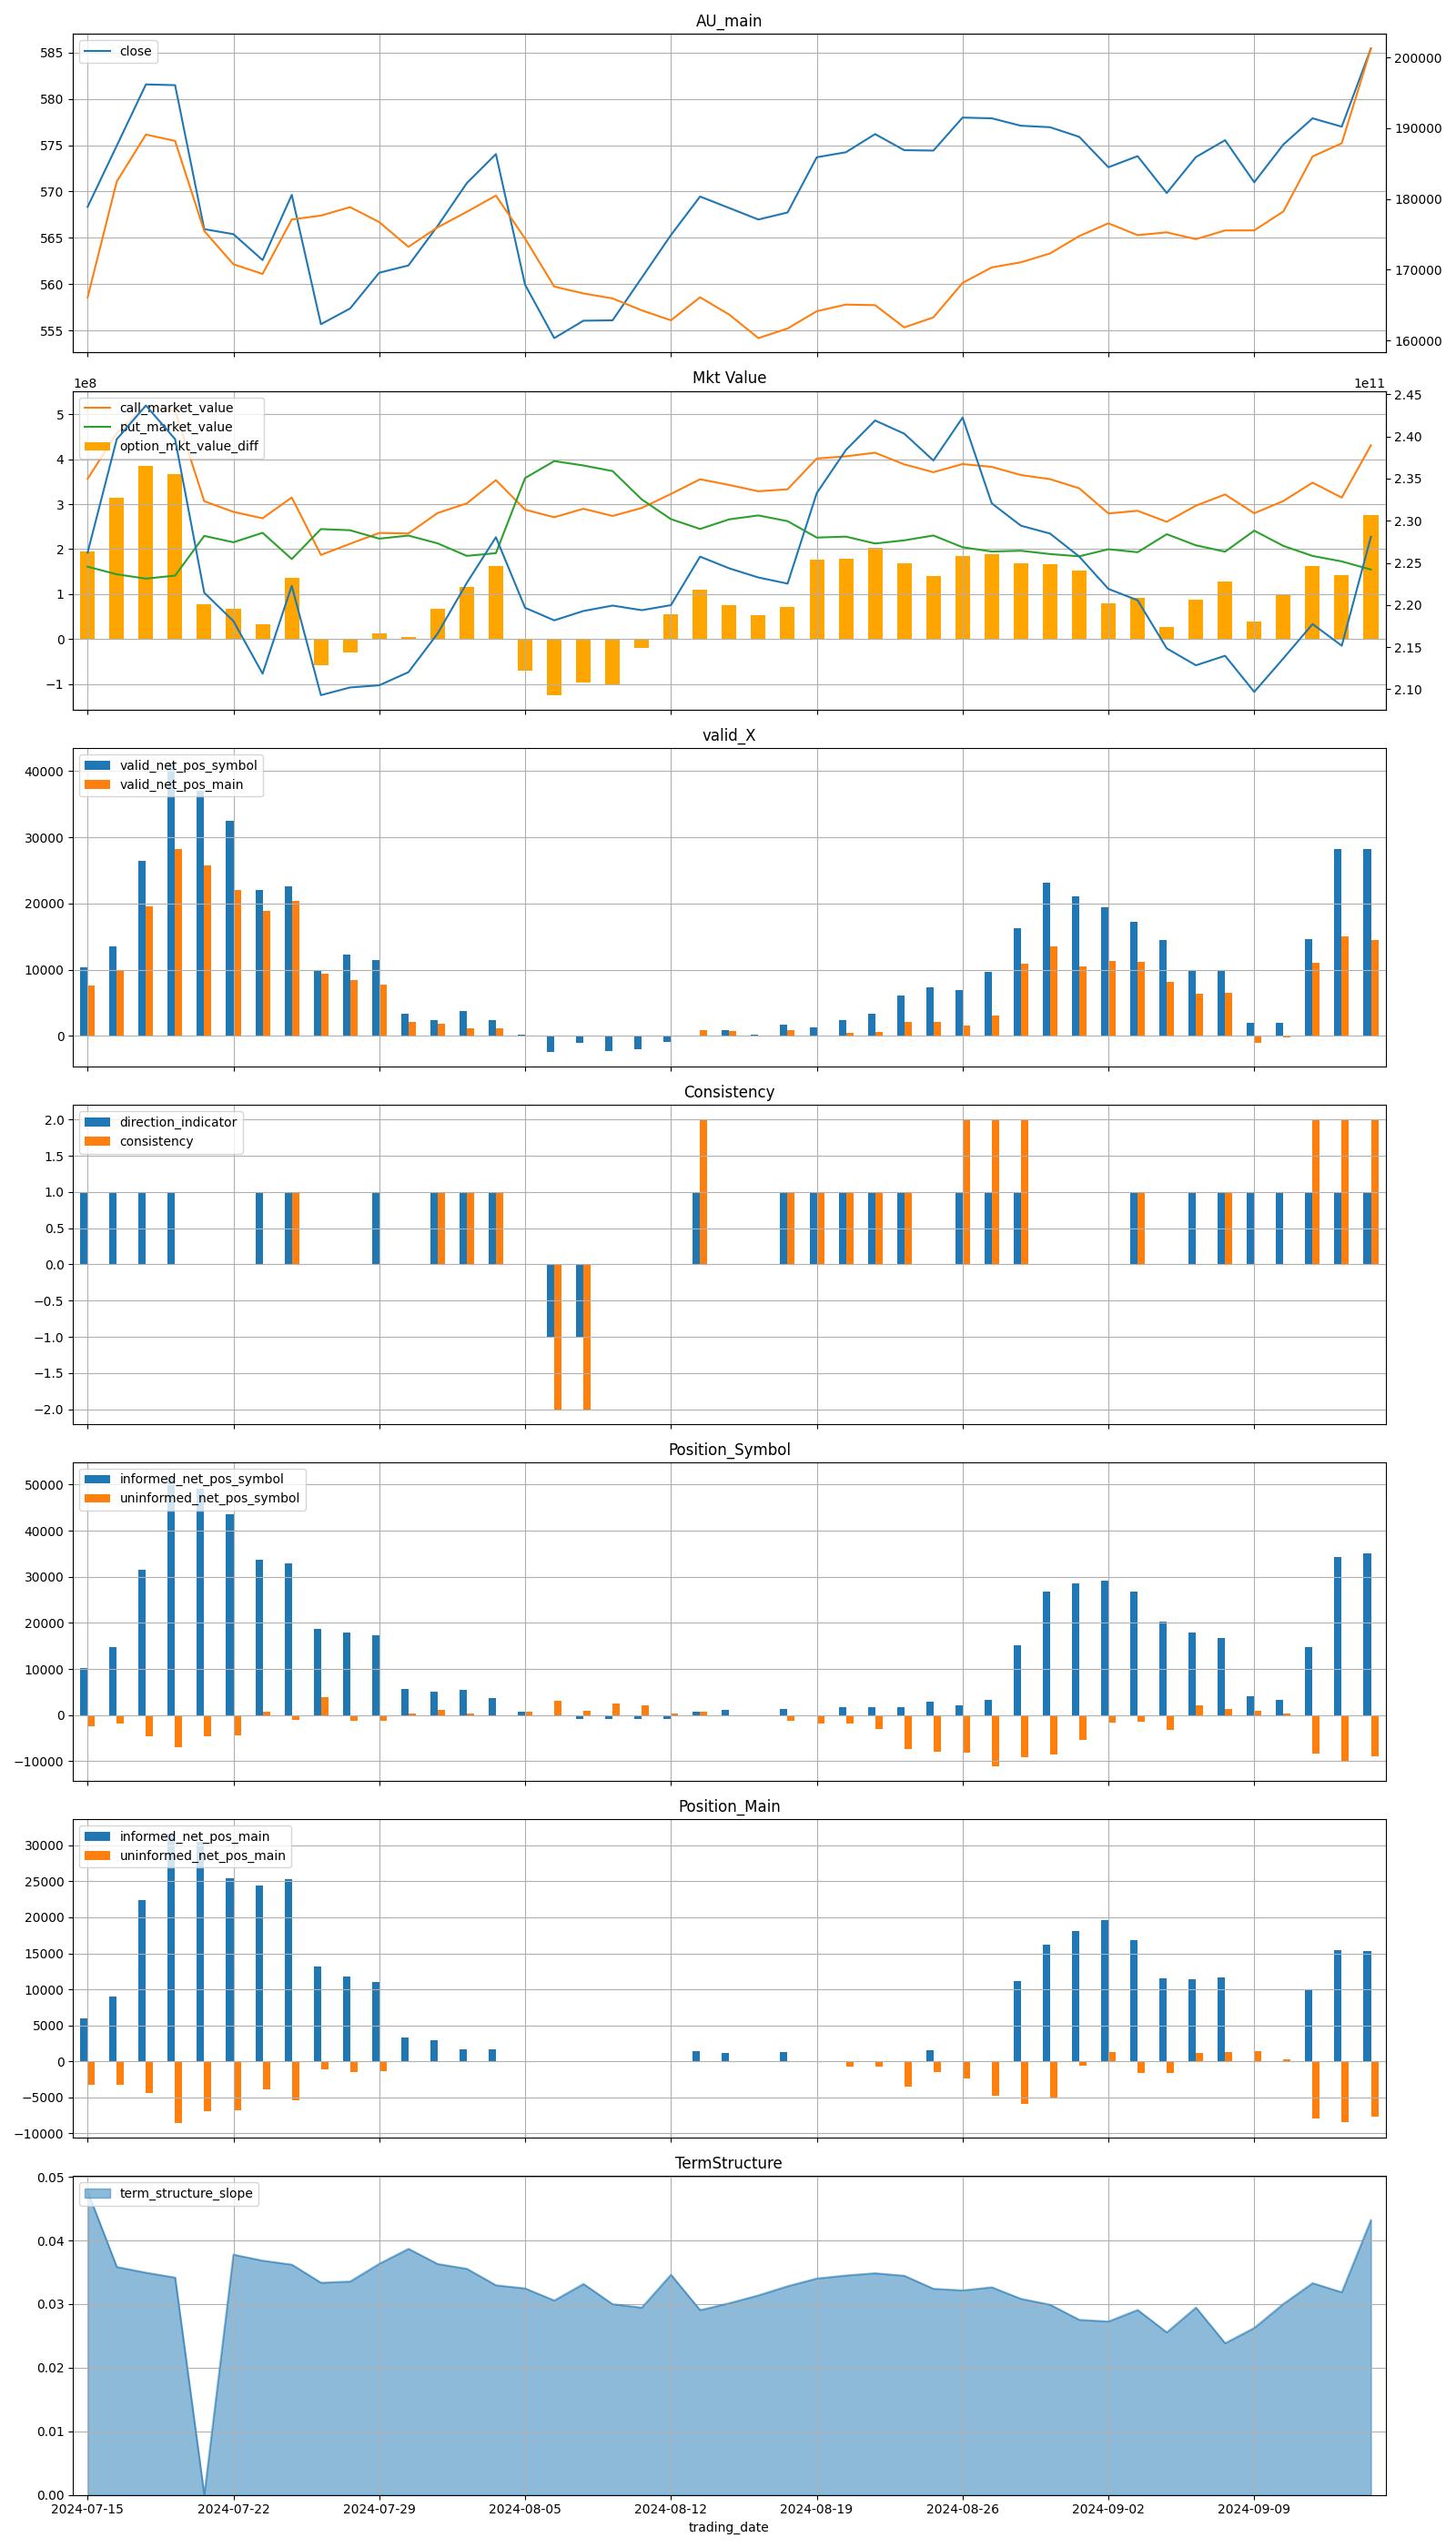 AU_main
close
585
580
575
570
565
560
555
200000
190000
180000
170000
160000
Mkt Value
1e8
1e11
call_market_value
put_market_value
option_mkt_value_diff
5
4
3
2
1
0
−1
2.45
2.40
2.35
2.30
2.25
2.20
2.15
2.10
valid_X
valid_net_pos_symbol
valid_net_pos_main
40000
30000
20000
10000
0
Consistency
direction_indicator
consistency
2.0
1.5
1.0
0.5
0.0
−0.5
−1.0
−1.5
−2.0
Position_Symbol
informed_net_pos_symbol
uninformed_net_pos_symbol
50000
40000
30000
20000
10000
0
−10000
Position_Main
informed_net_pos_main
uninformed_net_pos_main
30000
25000
20000
15000
10000
5000
0
−5000
−10000
TermStructure
term_structure_slope
0.05
0.04
0.03
0.02
0.01
0.00
2024-07-15 2024-07-22 2024-07-29 2024-08-05 2024-08-12 2024-08-19 2024-08-26 2024-09-02 2024-09-09
trading_date